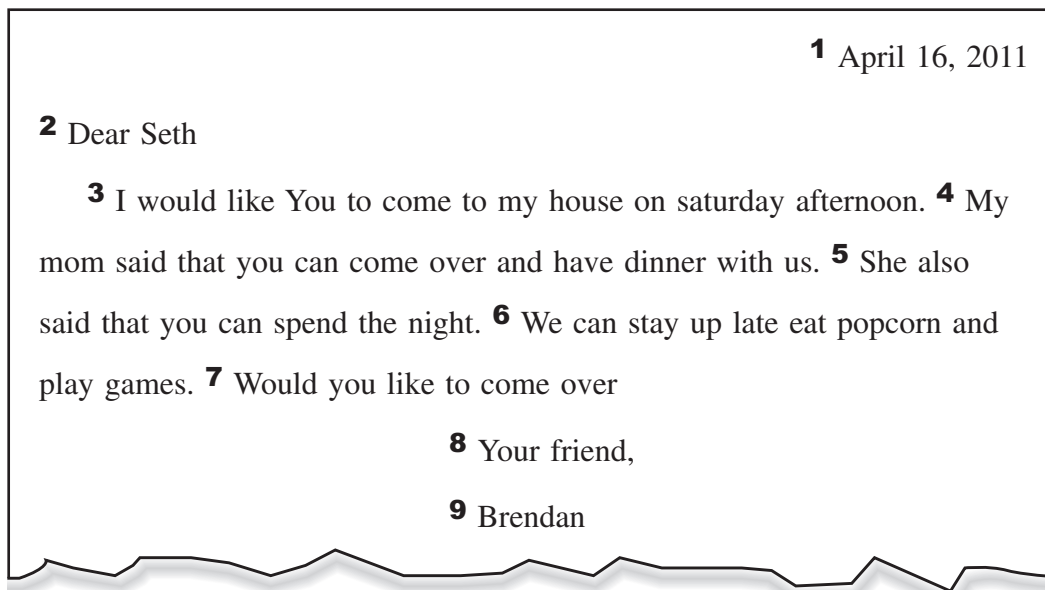 1 April 16, 2011
2 Dear Seth
3 I would like You to come to my house on saturday afternoon. 4 My
mom said that you can come over and have dinner with us. 5 She also
said that you can spend the night. 6 We can stay up late eat popcorn and
play games. 7 Would you like to come over
8 Your friend,
9 Brendan